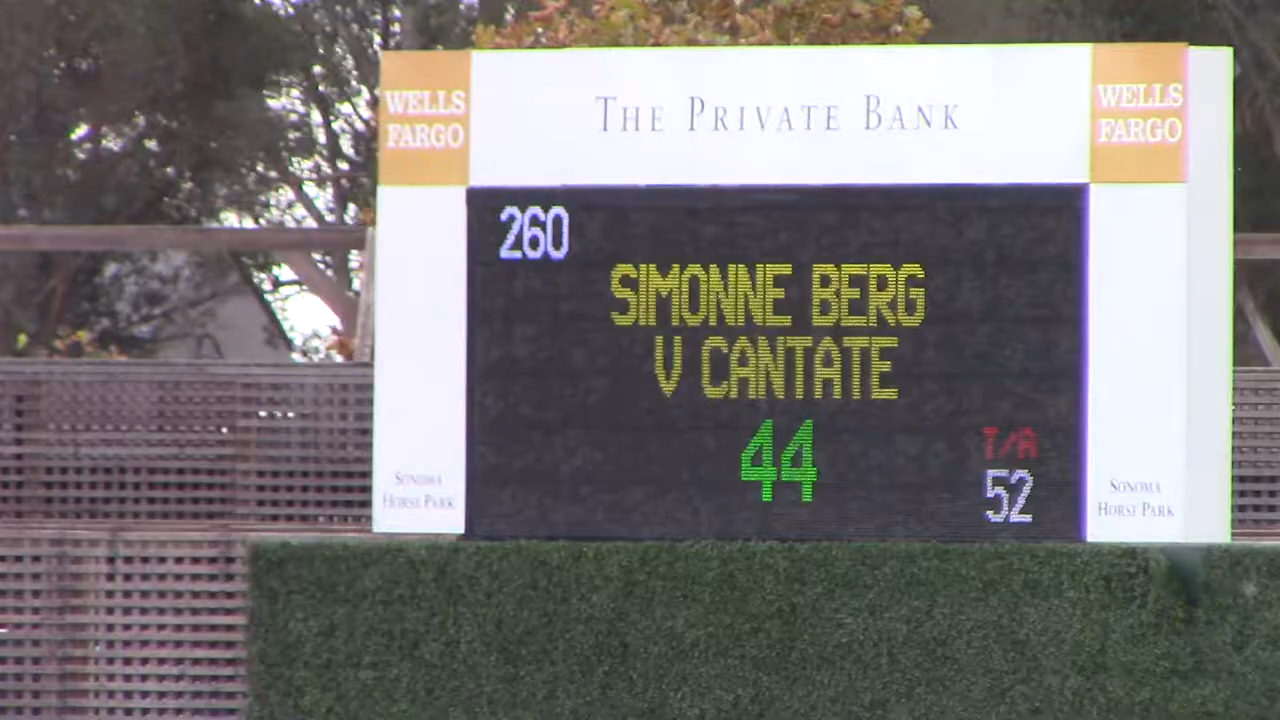 WELLS
FARGO
THE PRIVATE BANK
WELLS
FARGO
260
SIMONNE BERG
V CANTATE
44
T/A
52
SONOMA
HORSE PARK
SONOMA
HORSE PARK